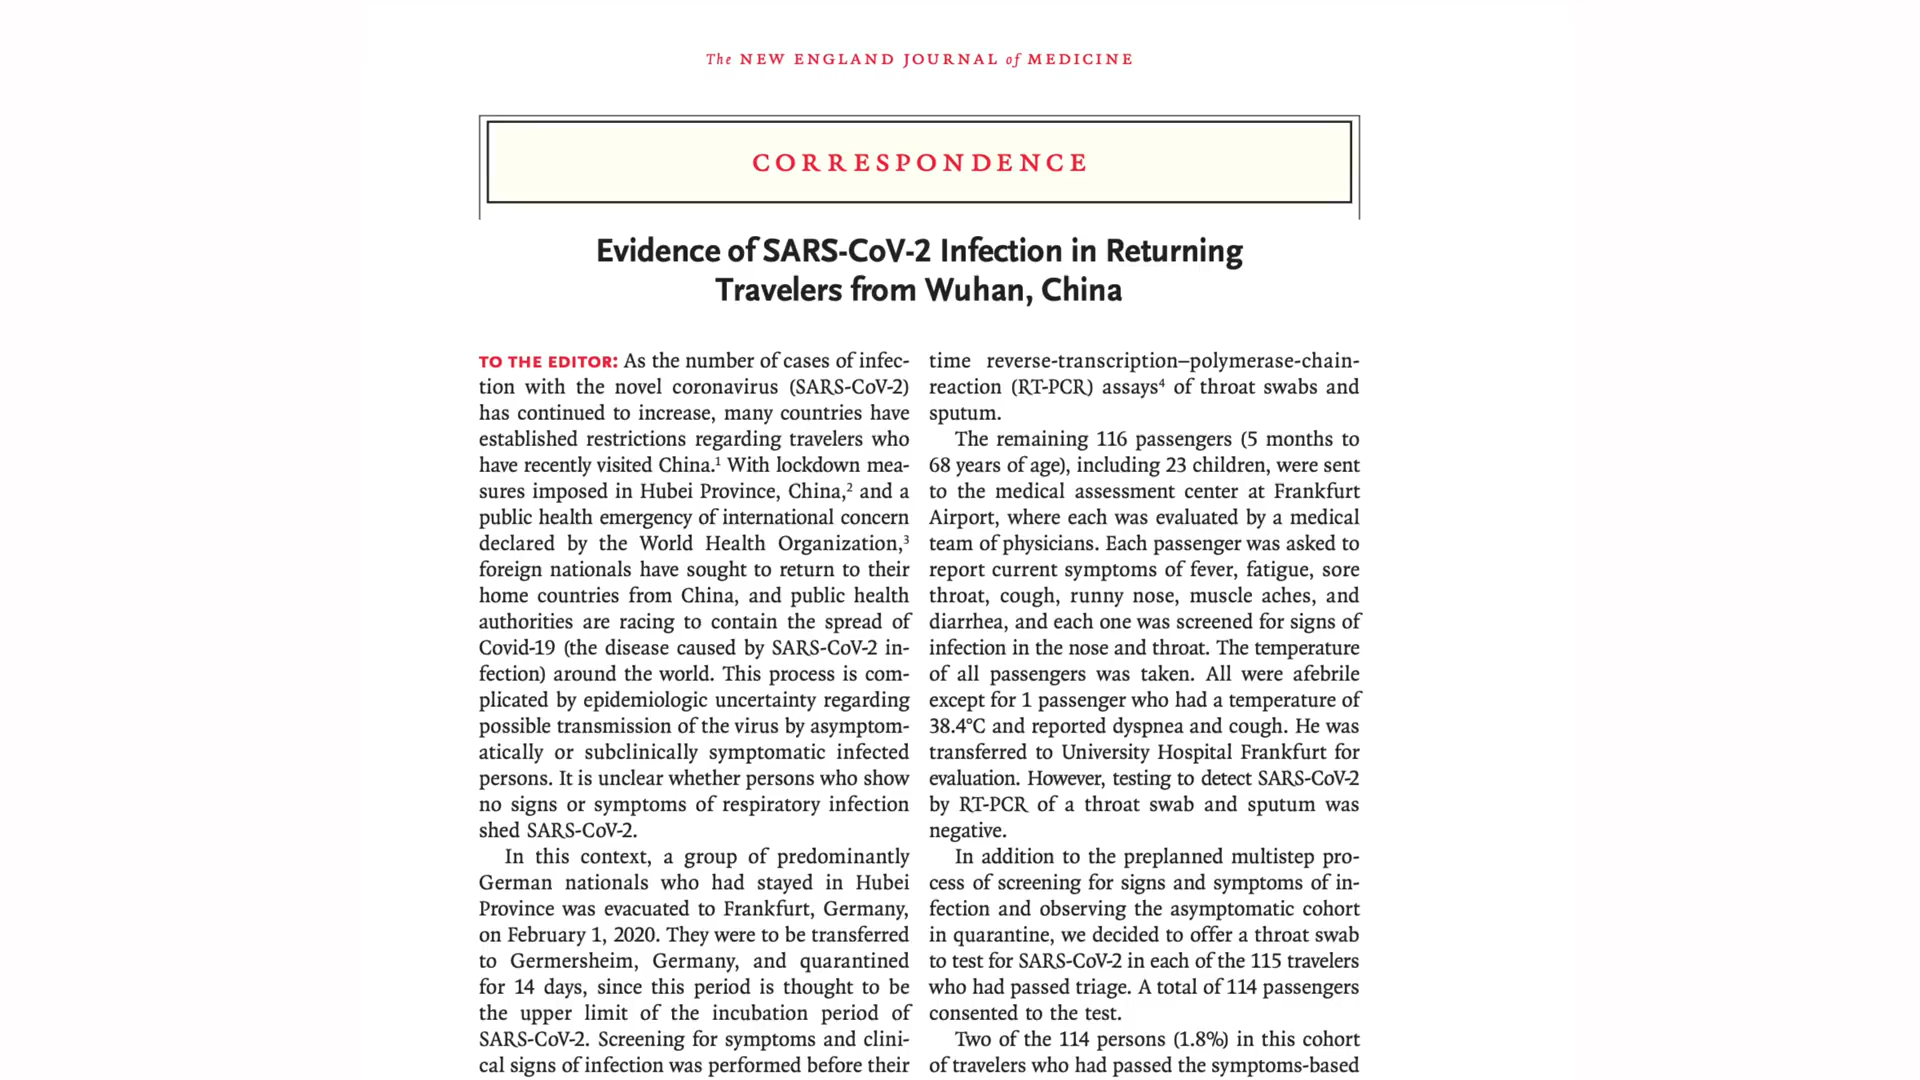 The NEW ENGLAND JOURNAL of MEDICINE
CORRESPONDENCE
Evidence of SARS-CoV-2 Infection in Returning
Travelers from Wuhan, China
TO THE EDITOR: As the number of cases of infec-
tion with the novel coronavirus (SARS-CoV-2)
has continued to increase, many countries have
established restrictions regarding travelers who
have recently visited China.¹ With lockdown mea-
sures imposed in Hubei Province, China,² and a
public health emergency of international concern
declared by the World Health Organization,³
foreign nationals have sought to return to their
home countries from China, and public health
authorities are racing to contain the spread of
Covid-19 (the disease caused by SARS-CoV-2 in-
fection) around the world. This process is com-
plicated by epidemiologic uncertainty regarding
possible transmission of the virus by asymptom-
atically or subclinically symptomatic infected
persons. It is unclear whether persons who show
no signs or symptoms of respiratory infection
shed SARS-CoV-2.
In this context, a group of predominantly
German nationals who had stayed in Hubei
Province was evacuated to Frankfurt, Germany,
on February 1, 2020. They were to be transferred
to Germersheim, Germany, and quarantined
for 14 days, since this period is thought to be
the upper limit of the incubation period of
SARS-CoV-2. Screening for symptoms and clini-
cal signs of infection was performed before their
time reverse-transcription–polymerase-chain-
reaction (RT-PCR) assays⁴ of throat swabs and
sputum.
The remaining 116 passengers (5 months to
68 years of age), including 23 children, were sent
to the medical assessment center at Frankfurt
Airport, where each was evaluated by a medical
team of physicians. Each passenger was asked to
report current symptoms of fever, fatigue, sore
throat, cough, runny nose, muscle aches, and
diarrhea, and each one was screened for signs of
infection in the nose and throat. The temperature
of all passengers was taken. All were afebrile
except for 1 passenger who had a temperature of
38.4°C and reported dyspnea and cough. He was
transferred to University Hospital Frankfurt for
evaluation. However, testing to detect SARS-CoV-2
by RT-PCR of a throat swab and sputum was
negative.
In addition to the preplanned multistep pro-
cess of screening for signs and symptoms of in-
fection and observing the asymptomatic cohort
in quarantine, we decided to offer a throat swab
to test for SARS-CoV-2 in each of the 115 travelers
who had passed triage. A total of 114 passengers
consented to the test.
Two of the 114 persons (1.8%) in this cohort
of travelers who had passed the symptoms-based